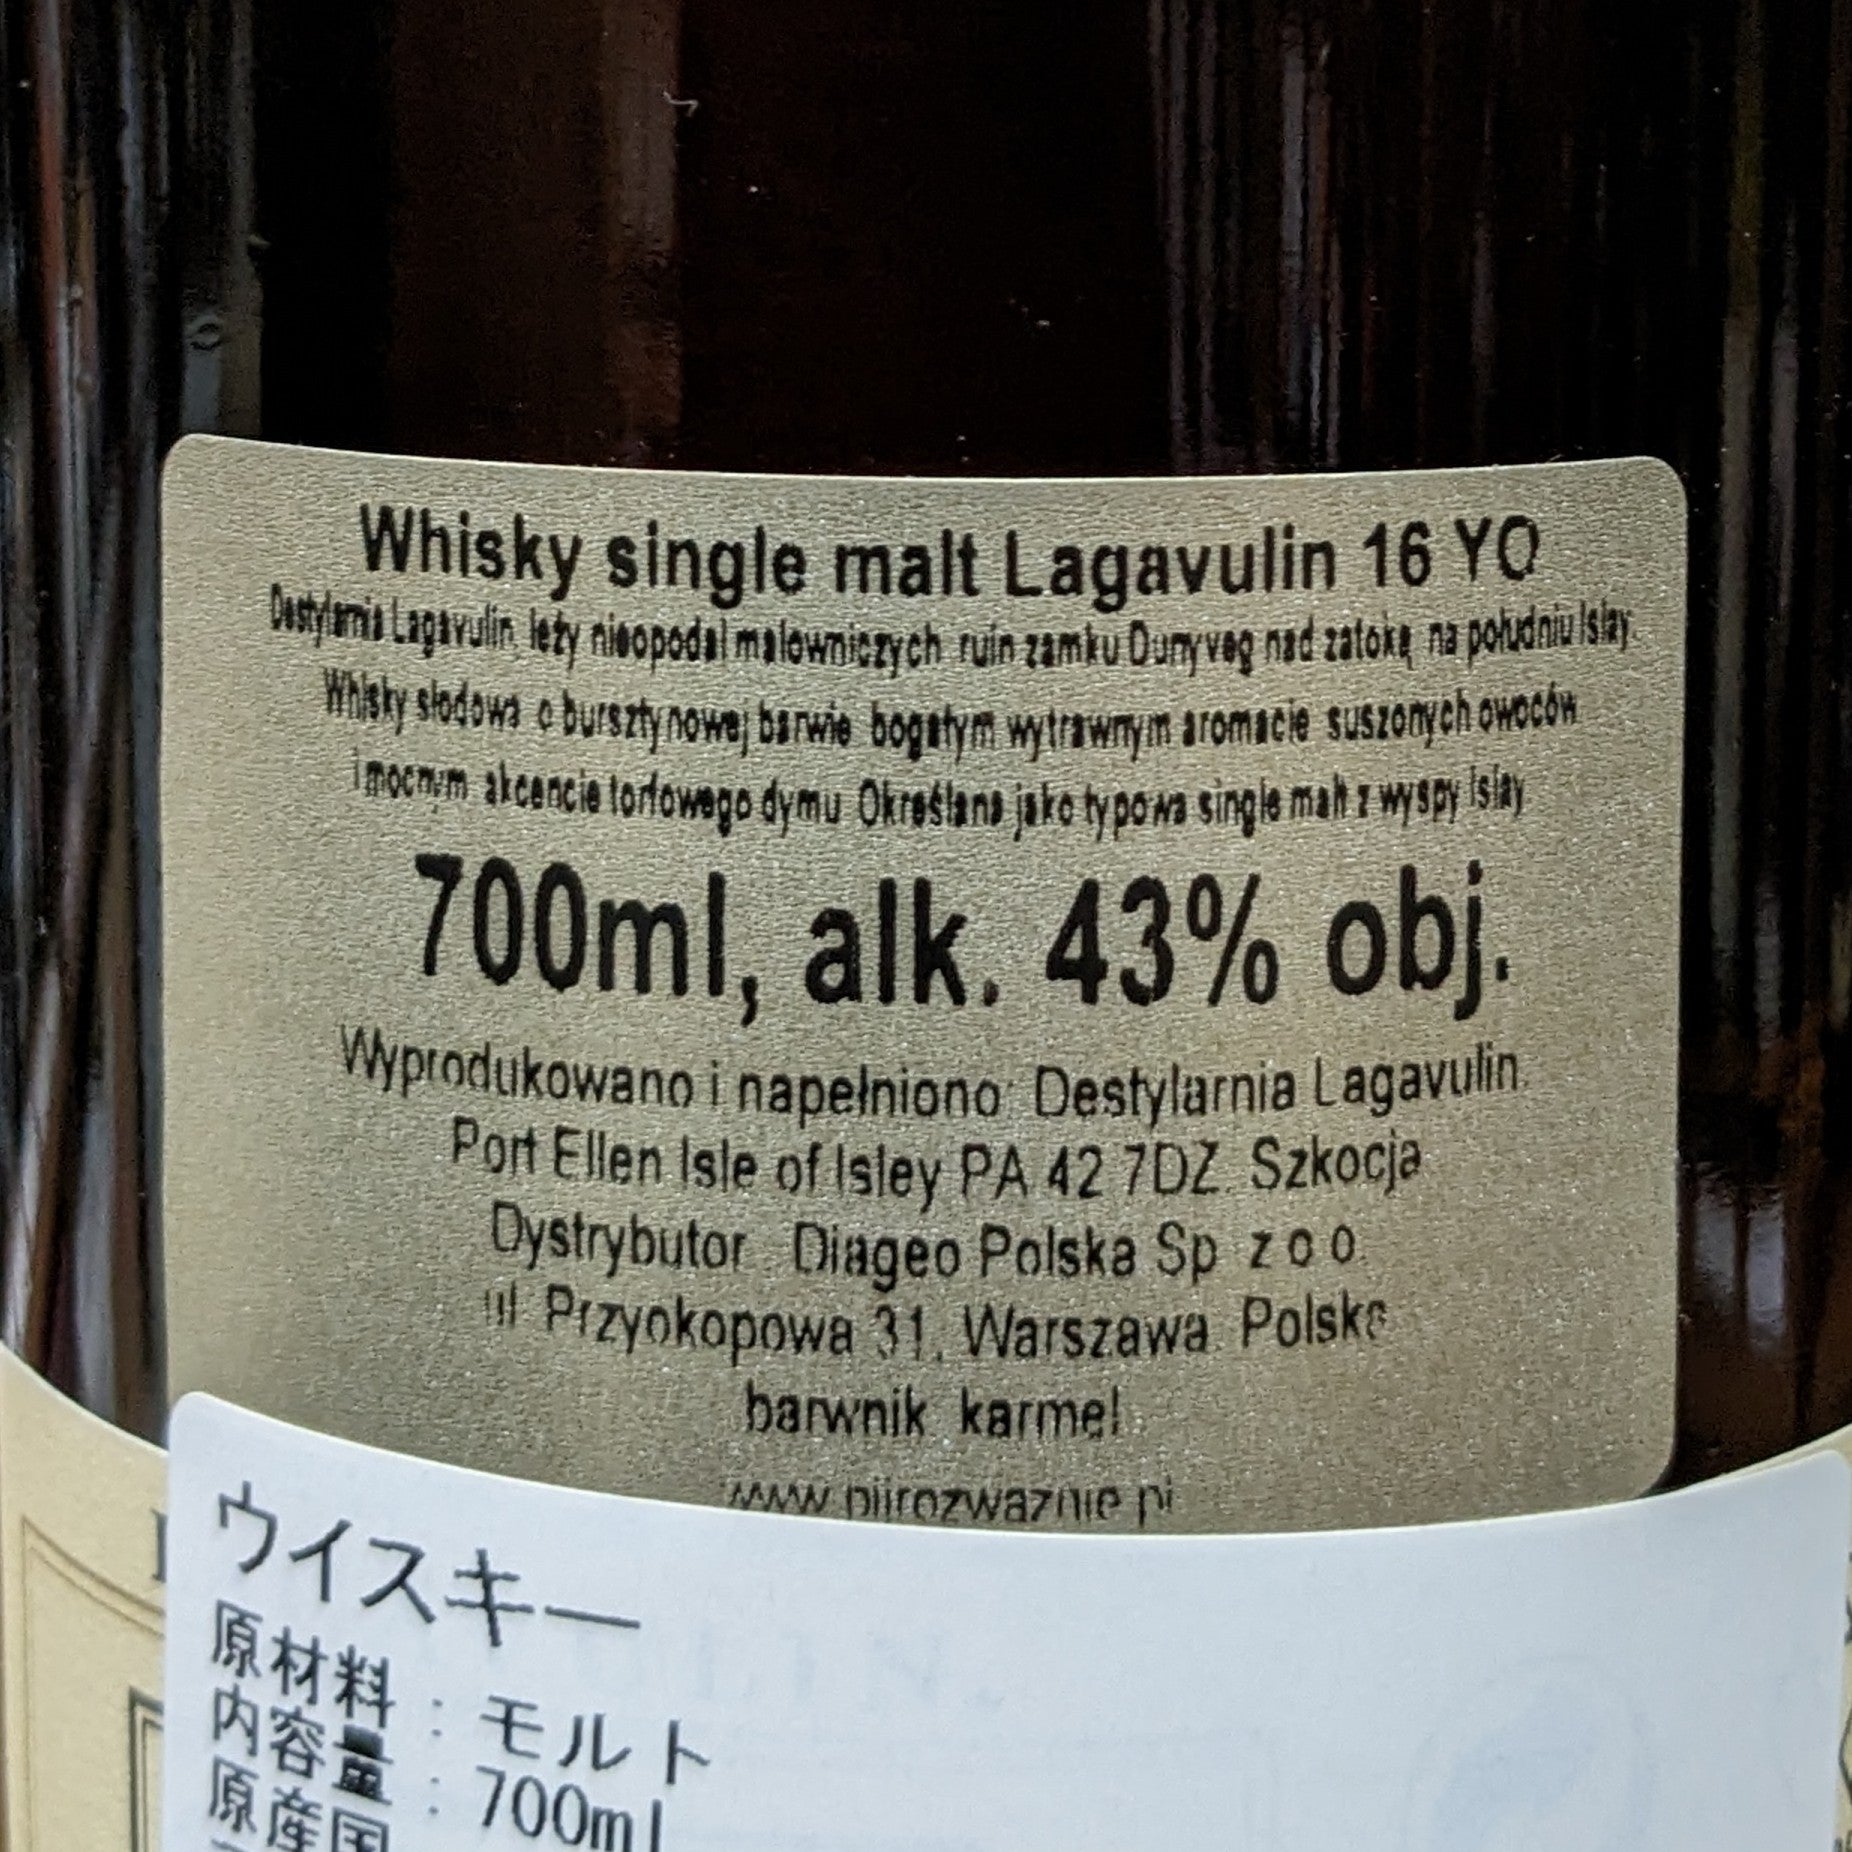 Whisky single malt Lagavulin 16 YO
Destylarnia Lagavulin, leży nieopodal malowniczych ruin zamku Dunyveg nad zatoką na południu Islay.
Whisky słodowa o bursztynowej barwie bogatym wytrawnym aromacie suszonych owoców
i mocnym akcencie torfowego dymu Określana jako typowa single malt z wyspy Islay
700ml, alk. 43% obj.
Wyprodukowano i napełniono: Destylarnia Lagavulin.
Port Ellen Isle of Isley PA 42 7DZ. Szkocja
Dystrybutor : Diageo Polska Sp z o o.
ul. Przyokopowa 31, Warszawa Polska
barwnik karmel
www.pijrozwaznie.pl
ウイスキー
原材料：モルト
内容量：700ml
原産国